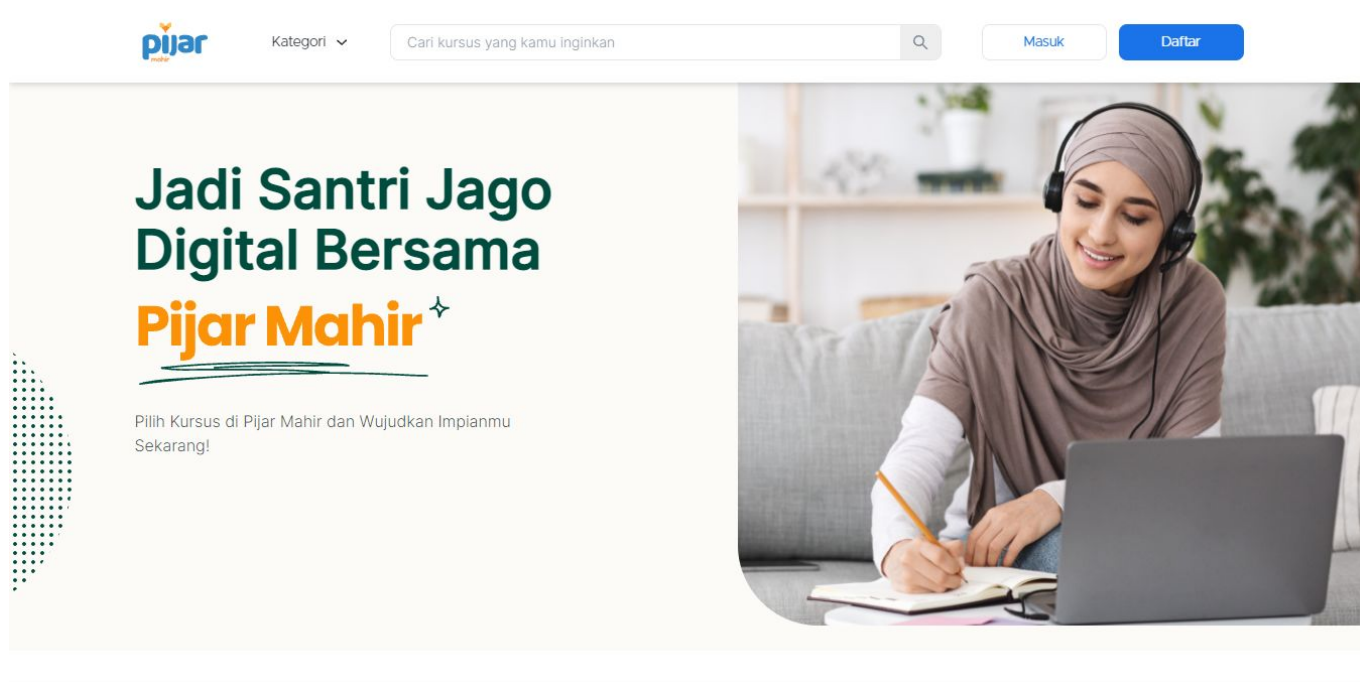 pijar
mahir
Kategori
Cari kursus yang kamu inginkan
Masuk
Daftar
Jadi Santri Jago
Digital Bersama
Pijar Mahir
Pilih Kursus di Pijar Mahir dan Wujudkan Impianmu
Sekarang!